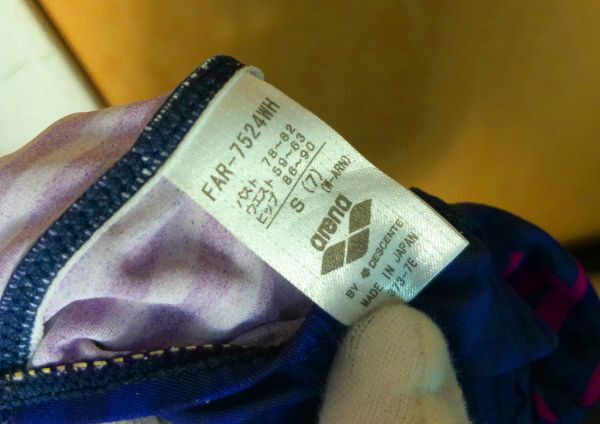 FAR-7524WH
バスト 78~82
ウエスト 59~63
ヒップ 86~90
S (7) (W-ARN)
arena
BY DESCENTE
MADE IN JAPAN